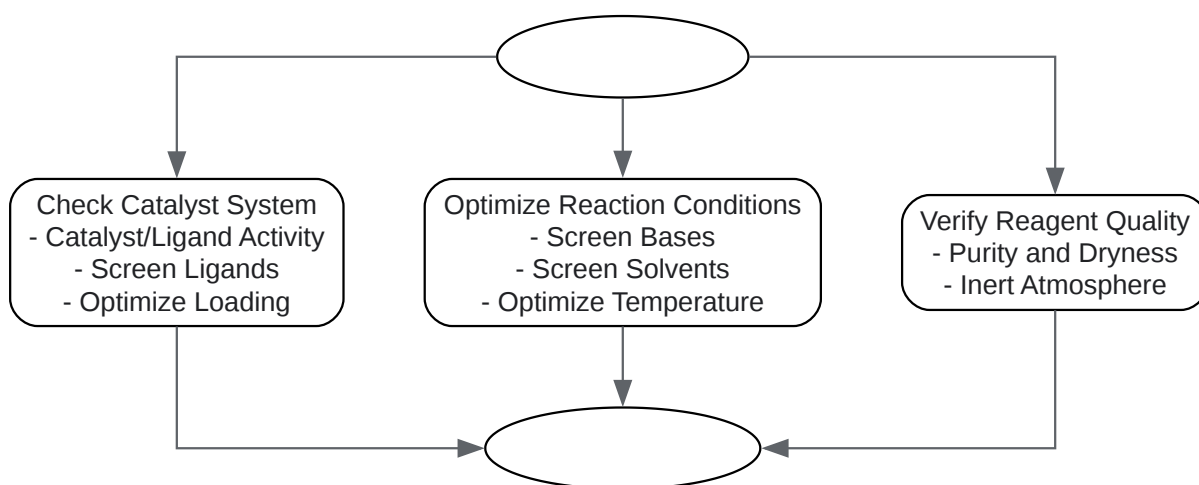 Check Catalyst System
- Catalyst/Ligand Activity
- Screen Ligands
- Optimize Loading
Optimize Reaction Conditions
- Screen Bases
- Screen Solvents
- Optimize Temperature
Verify Reagent Quality
- Purity and Dryness
- Inert Atmosphere